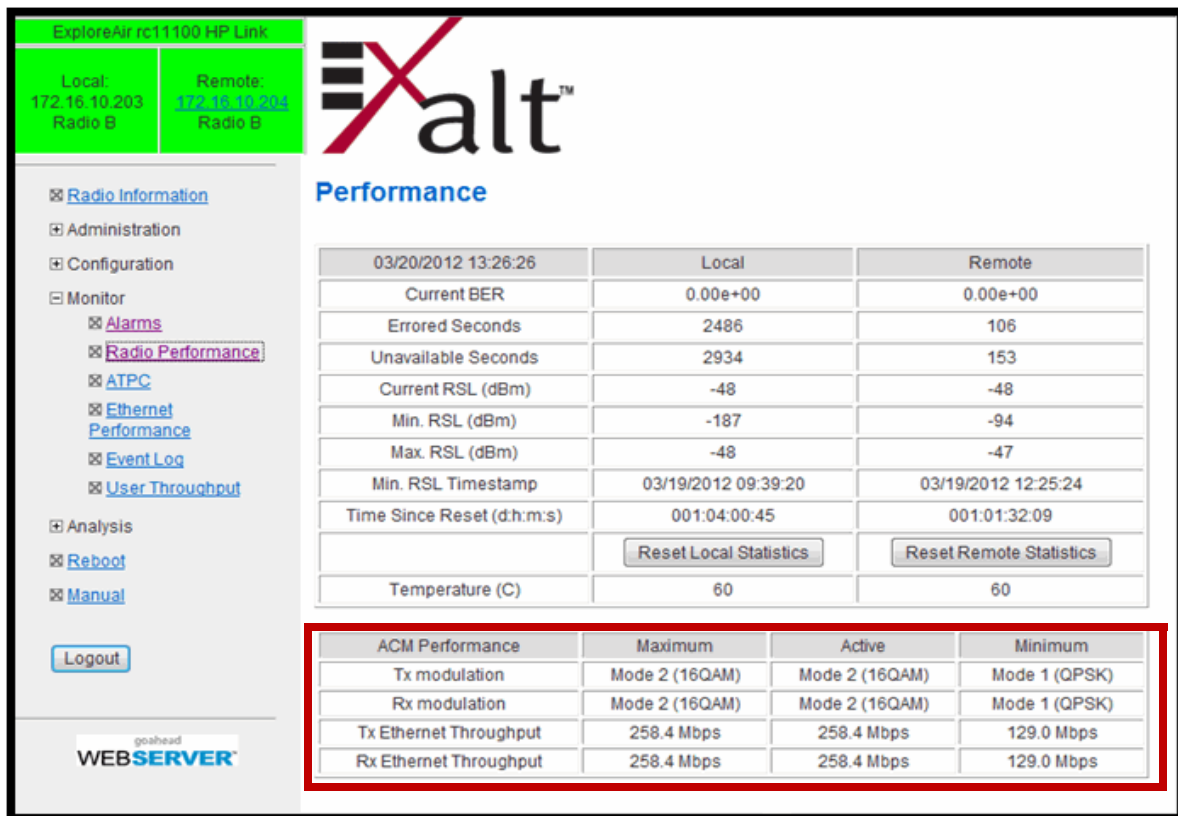 ExploreAir rc11100 HP Link
Local: Remote:
172.16.10.203 172.16.10.204
Radio B Radio B
EXalt™
Radio Information
Administration
Configuration
Monitor
Alarms
Radio Performance
ATPC
Ethernet
Performance
Event Log
User Throughput
Analysis
Reboot
Manual
Logout
goahead
WEBSERVER™
Performance
03/20/2012 13:26:26 Local Remote
Current BER 0.00e+00 0.00e+00
Errored Seconds 2486 106
Unavailable Seconds 2934 153
Current RSL (dBm) -48 -48
Min. RSL (dBm) -187 -94
Max. RSL (dBm) -48 -47
Min. RSL Timestamp 03/19/2012 09:39:20 03/19/2012 12:25:24
Time Since Reset (d:h:m:s) 001:04:00:45 001:01:32:09
Reset Local Statistics Reset Remote Statistics
Temperature (C) 60 60
ACM Performance Maximum Active Minimum
Tx modulation Mode 2 (16QAM) Mode 2 (16QAM) Mode 1 (QPSK)
Rx modulation Mode 2 (16QAM) Mode 2 (16QAM) Mode 1 (QPSK)
Tx Ethernet Throughput 258.4 Mbps 258.4 Mbps 129.0 Mbps
Rx Ethernet Throughput 258.4 Mbps 258.4 Mbps 129.0 Mbps